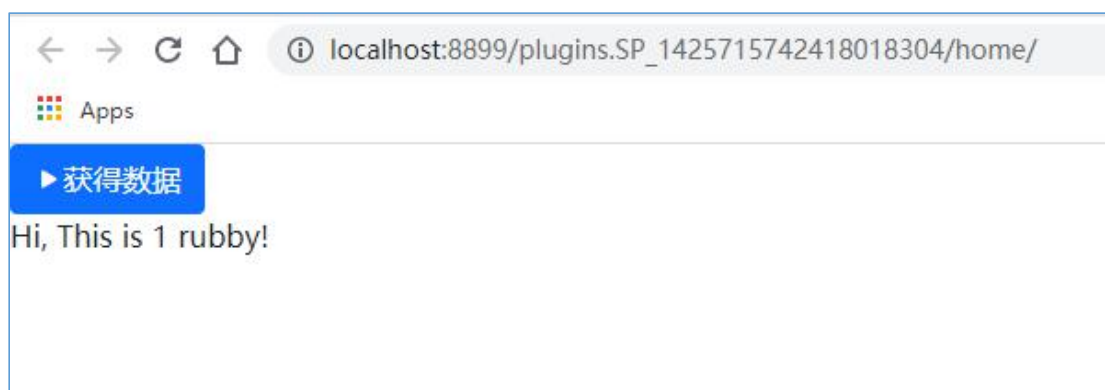 localhost:8899/plugins.SP_1425715742418018304/home/
Apps
获得数据
Hi, This is 1 rubby!